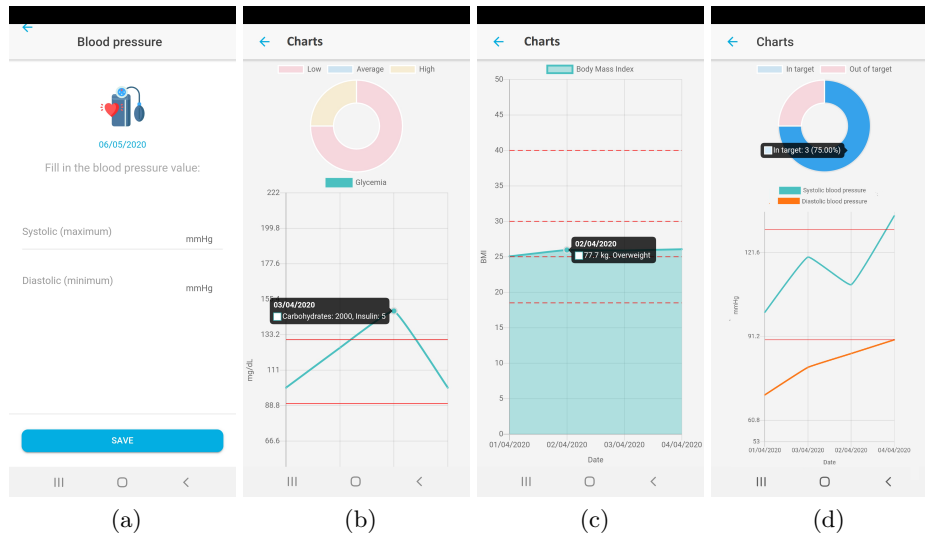 Blood pressure
06/05/2020
Fill in the blood pressure value:
Systolic (maximum)
mmHg
Diastolic (minimum)
mmHg
SAVE
(a)
Charts
Low Average High
Glycemia
222
199.8
177.6
03/04/2020
Carbohydrates: 2000, Insulin: 5
133.2
111
88.8
66.6
mg/dL
(b)
Charts
Body Mass Index
50
45
40
35
30
02/04/2020
77.7 kg. Overweight
25
20
15
10
5
0
BMI
01/04/2020 02/04/2020 03/04/2020 04/04/2020
Date
(c)
Charts
In target Out of target
In target: 3 (75.00%)
Systolic blood pressure
Diastolic blood pressure
121.6
91.2
60.8
53
mmHg
01/04/2020 03/04/2020 02/04/2020 04/04/2020
Date
(d)